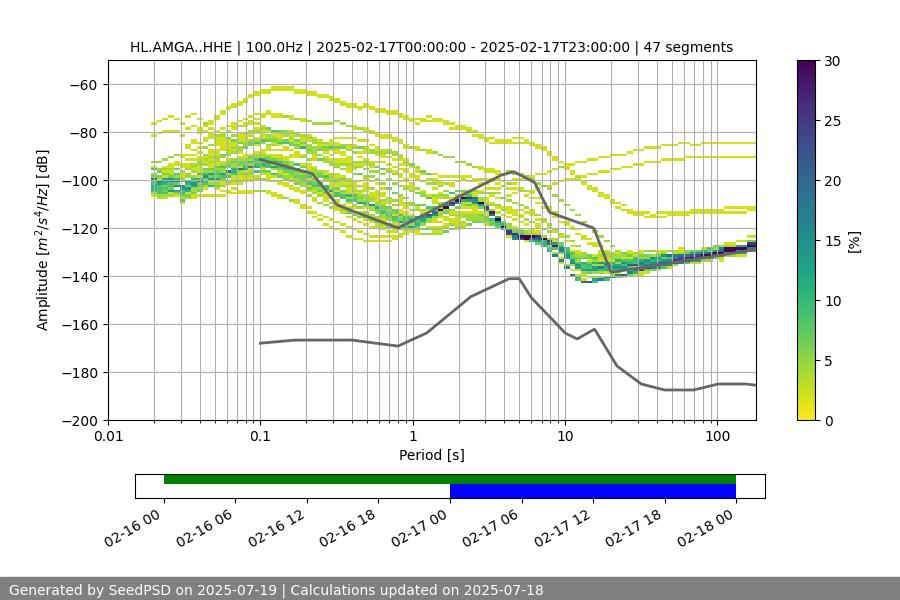 HL.AMGA..HHE | 100.0Hz | 2025-02-17T00:00:00 - 2025-02-17T23:00:00 | 47 segments
Amplitude [m²/s⁴/Hz] [dB]
−60
−80
−100
−120
−140
−160
−180
−200
0.01 0.1 1 10 100
Period [s]
30
25
20
15
10
5
0
[%]
02-16 00 02-16 06 02-16 12 02-16 18 02-17 00 02-17 06 02-17 12 02-17 18 02-18 00
Generated by SeedPSD on 2025-07-19 | Calculations updated on 2025-07-18